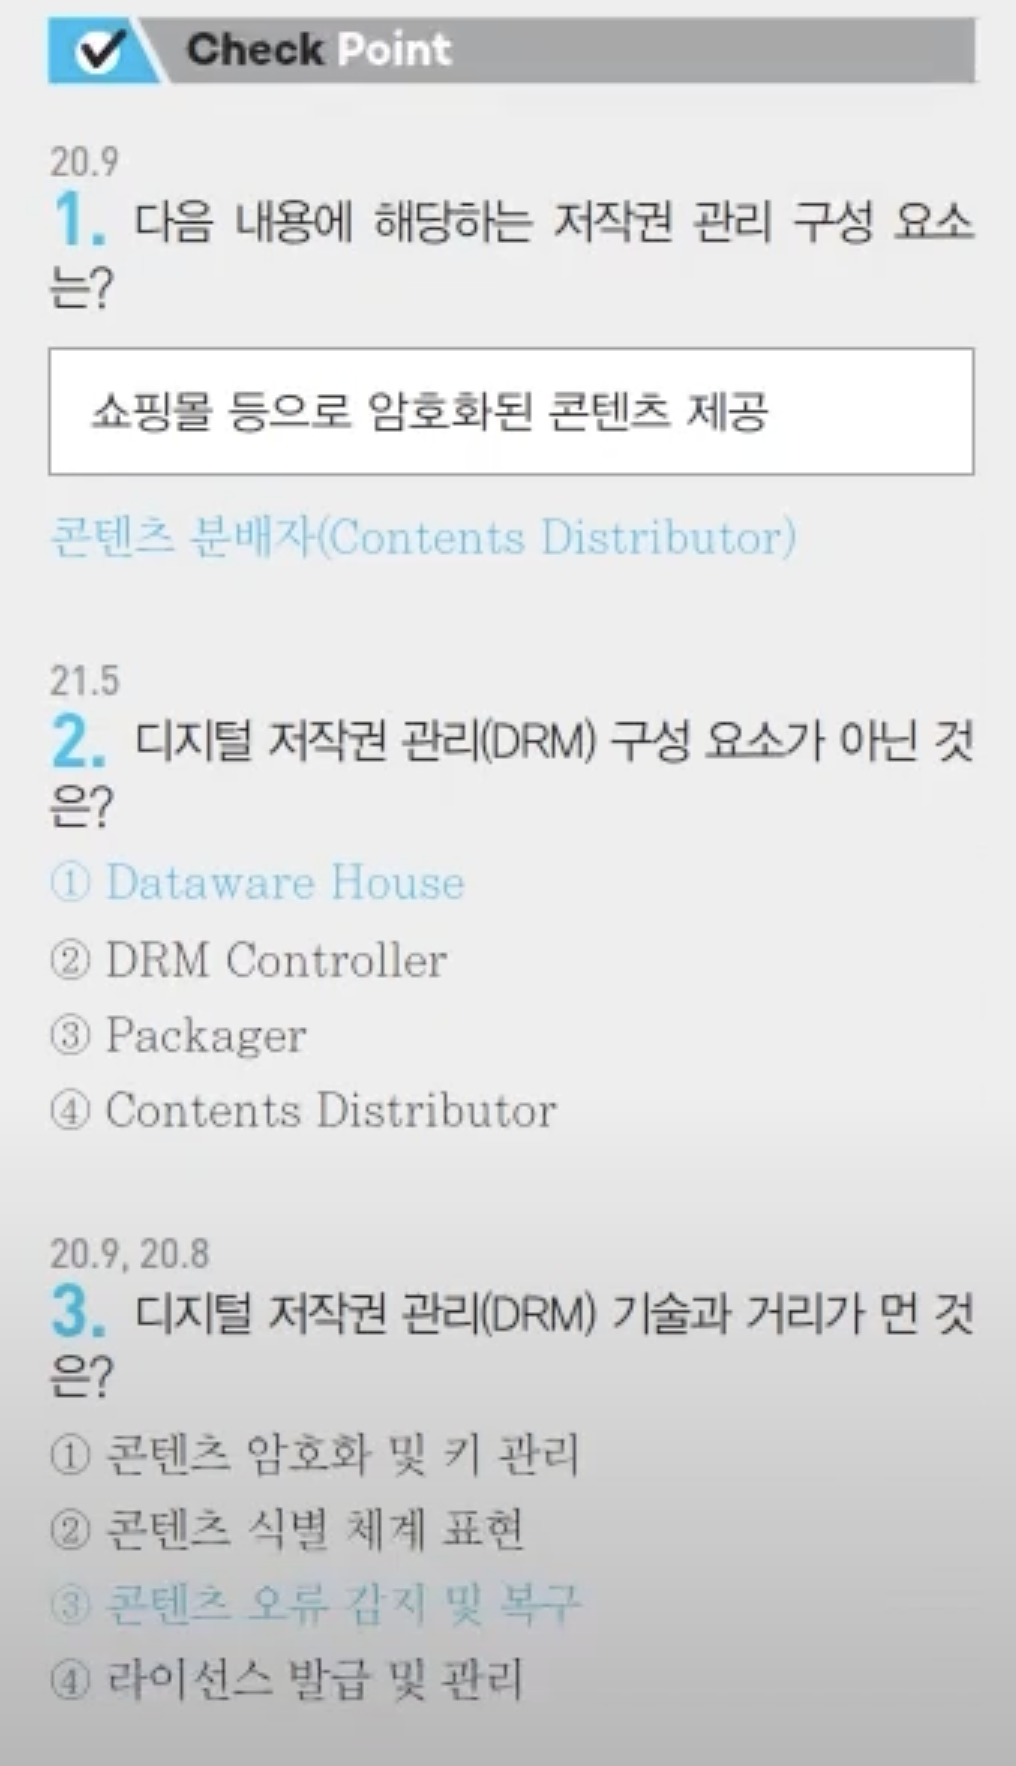 Check Point
20.9
1. 다음 내용에 해당하는 저작권 관리 구성 요소
는?
쇼핑몰 등으로 암호화된 콘텐츠 제공
콘텐츠 분배자(Contents Distributor)
21.5
2. 디지털 저작권 관리(DRM) 구성 요소가 아닌 것
은?
① Dataware House
② DRM Controller
③ Packager
④ Contents Distributor
20.9, 20.8
3. 디지털 저작권 관리(DRM) 기술과 거리가 먼 것
은?
① 콘텐츠 암호화 및 키 관리
② 콘텐츠 식별 체계 표현
③ 콘텐츠 오류 감지 및 복구
④ 라이선스 발급 및 관리